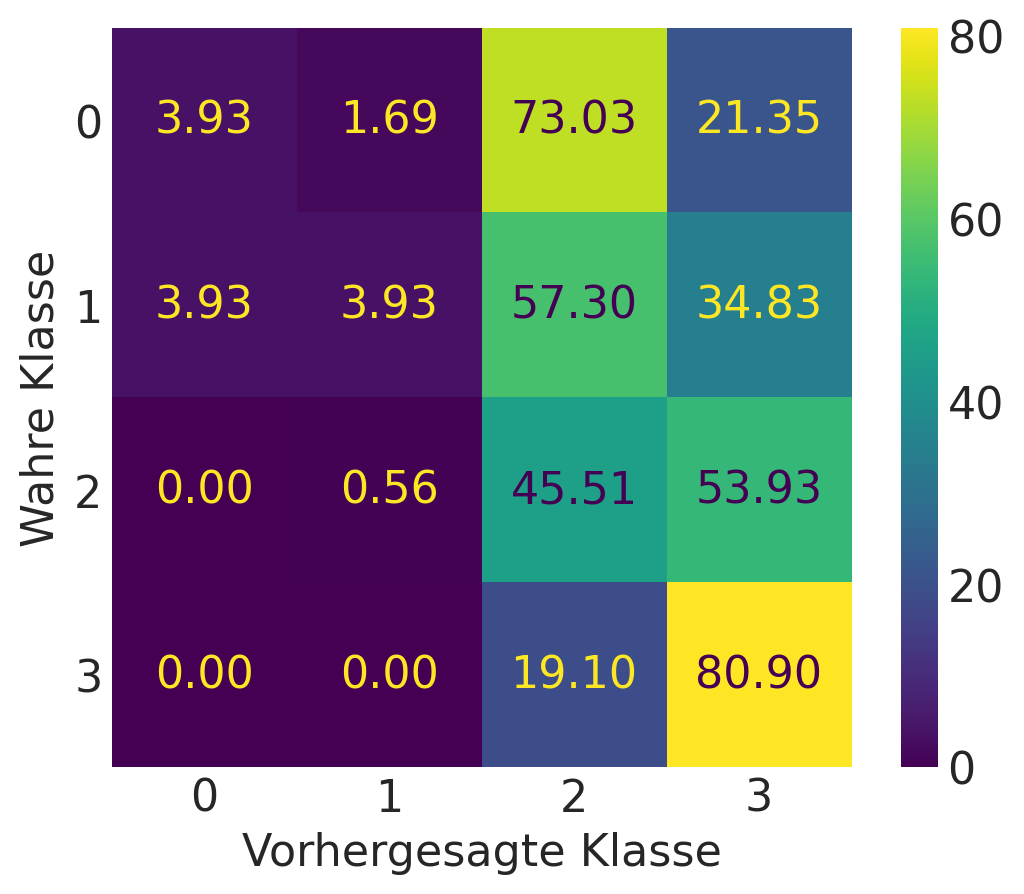 Wahre Klasse
0 3.93 1.69 73.03 21.35
1 3.93 3.93 57.30 34.83
2 0.00 0.56 45.51 53.93
3 0.00 0.00 19.10 80.90
0 1 2 3
Vorhergesagte Klasse
80
60
40
20
0